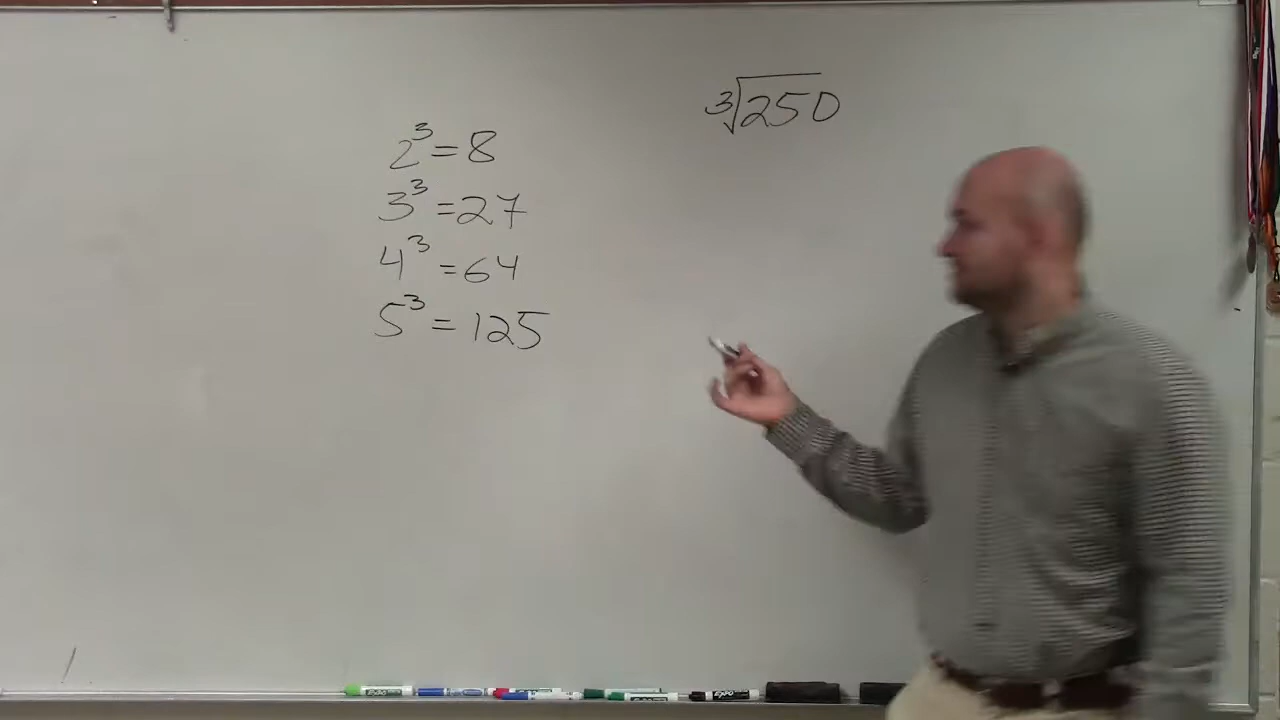 2³ = 8
3³ = 27
4³ = 64
5³ = 125
∛250